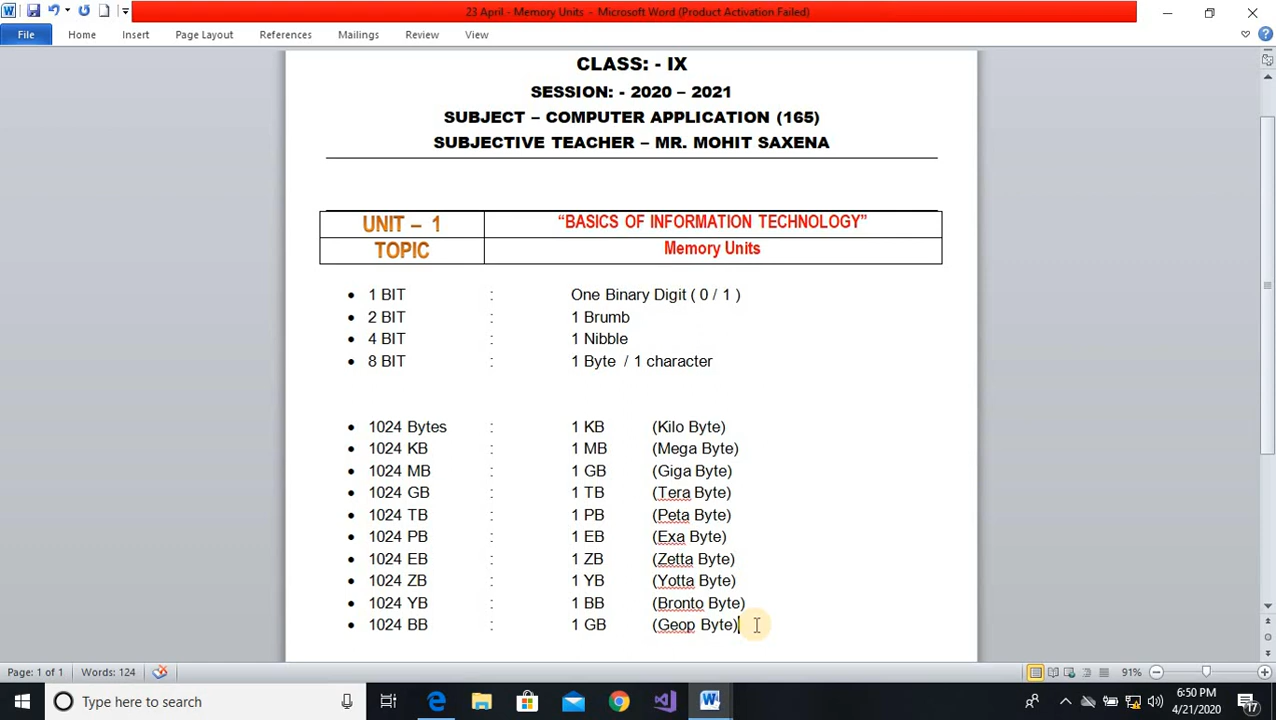 23 April - Memory Units - Microsoft Word (Product Activation Failed)
File Home Insert Page Layout References Mailings Review View
CLASS: - IX
SESSION: - 2020 – 2021
SUBJECT – COMPUTER APPLICATION (165)
SUBJECTIVE TEACHER – MR. MOHIT SAXENA
UNIT – 1 “BASICS OF INFORMATION TECHNOLOGY”
TOPIC Memory Units
• 1 BIT : One Binary Digit ( 0 / 1 )
• 2 BIT : 1 Brumb
• 4 BIT : 1 Nibble
• 8 BIT : 1 Byte / 1 character
• 1024 Bytes : 1 KB (Kilo Byte)
• 1024 KB : 1 MB (Mega Byte)
• 1024 MB : 1 GB (Giga Byte)
• 1024 GB : 1 TB (Tera Byte)
• 1024 TB : 1 PB (Peta Byte)
• 1024 PB : 1 EB (Exa Byte)
• 1024 EB : 1 ZB (Zetta Byte)
• 1024 ZB : 1 YB (Yotta Byte)
• 1024 YB : 1 BB (Bronto Byte)
• 1024 BB : 1 GB (Geop Byte)
Page: 1 of 1 Words: 124 91%
Type here to search
6:50 PM
4/21/2020
17